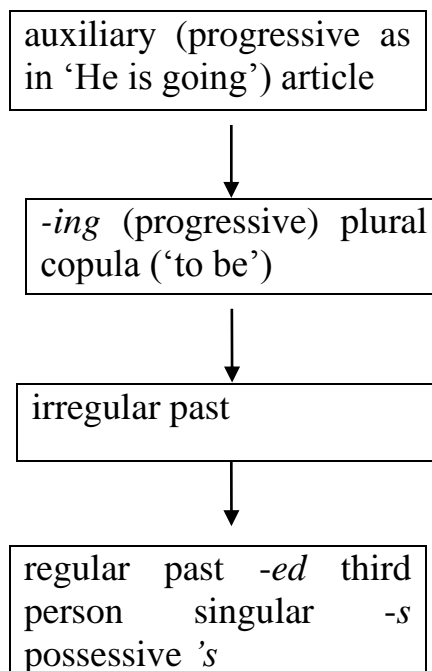 auxiliary (progressive as
in ‘He is going’) article
-ing (progressive) plural
copula (‘to be’)
irregular past
regular past -ed third
person singular -s
possessive ’s